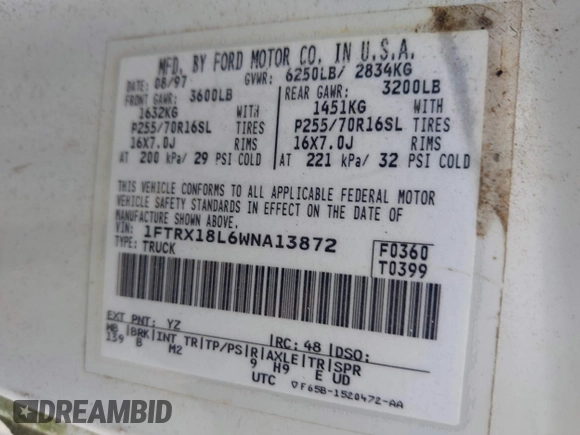 MFD. BY FORD MOTOR CO. IN U.S.A.
DATE: 08/97 GVWR: 6250LB/ 2834KG
FRONT GAWR: 3600LB REAR GAWR: 3200LB
1632KG WITH 1451KG WITH
P255/70R16SL TIRES P255/70R16SL TIRES
16X7.0J RIMS 16X7.0J RIMS
AT 200 kPa/ 29 PSI COLD AT 221 kPa/ 32 PSI COLD
THIS VEHICLE CONFORMS TO ALL APPLICABLE FEDERAL MOTOR
VEHICLE SAFETY STANDARDS IN EFFECT ON THE DATE OF
MANUFACTURE SHOWN ABOVE.
VIN: 1FTRX18L6WNA13872 F0360
TYPE: TRUCK T0399
EXT PNT: YZ RC: 48 DSO:
WB BRK INT TR TP/PS R AXLE TR SPR
139 B M2 9 H9 E UD
UTC ▽F65B-1520472-AA
DREAMBID